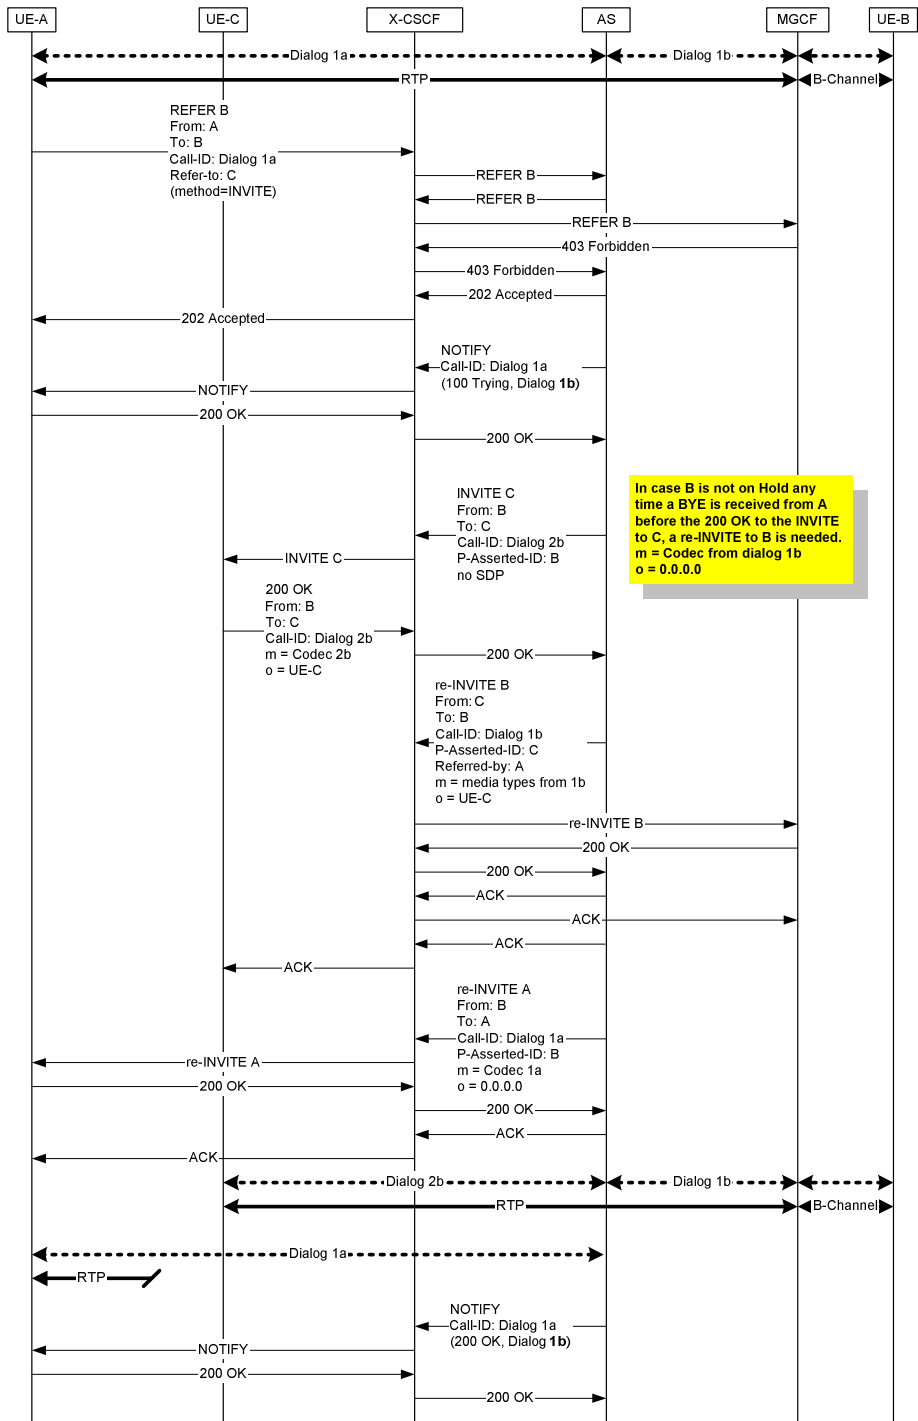 UE-A
UE-C
X-CSCF
AS
MGCF
UE-B
Dialog 1a
Dialog 1b
RTP
B-Channel
REFER B
From: A
To: B
Call-ID: Dialog 1a
Refer-to: C
(method=INVITE)
REFER B
REFER B
REFER B
403 Forbidden
403 Forbidden
202 Accepted
202 Accepted
NOTIFY
Call-ID: Dialog 1a
(100 Trying, Dialog 1b)
NOTIFY
200 OK
200 OK
In case B is not on Hold any
time a BYE is received from A
before the 200 OK to the INVITE
to C, a re-INVITE to B is needed.
m = Codec from dialog 1b
o = 0.0.0.0
INVITE C
From: B
To: C
Call-ID: Dialog 2b
P-Asserted-ID: B
no SDP
INVITE C
200 OK
From: B
To: C
Call-ID: Dialog 2b
m = Codec 2b
o = UE-C
200 OK
re-INVITE B
From: C
To: B
Call-ID: Dialog 1b
P-Asserted-ID: C
Referred-by: A
m = media types from 1b
o = UE-C
re-INVITE B
200 OK
200 OK
ACK
ACK
ACK
ACK
re-INVITE A
From: B
To: A
Call-ID: Dialog 1a
P-Asserted-ID: B
m = Codec 1a
o = 0.0.0.0
re-INVITE A
200 OK
200 OK
ACK
ACK
Dialog 2b
Dialog 1b
RTP
B-Channel
Dialog 1a
RTP
NOTIFY
Call-ID: Dialog 1a
(200 OK, Dialog 1b)
NOTIFY
200 OK
200 OK